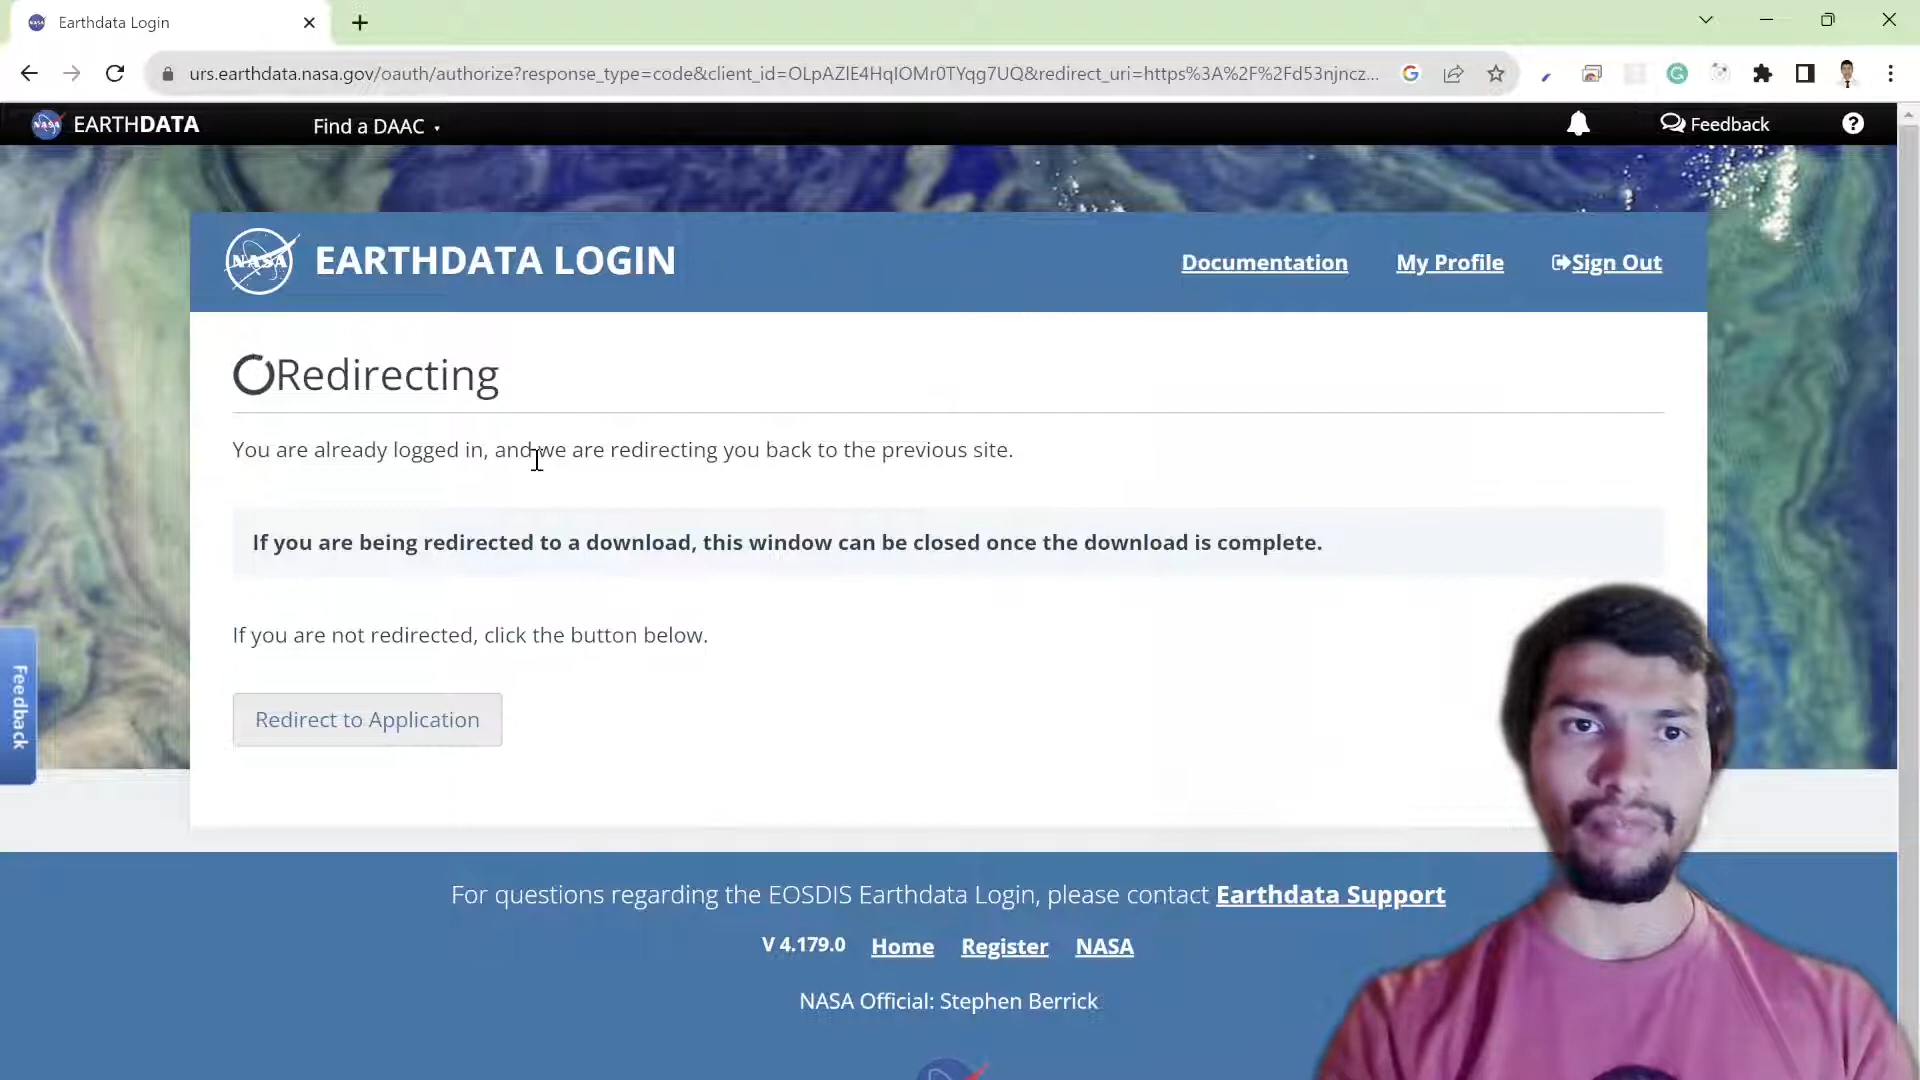 Earthdata Login
urs.earthdata.nasa.gov/oauth/authorize?response_type=code&client_id=OLpAZlE4HqIOMr0TYqg7UQ&redirect_uri=https%3A%2F%2Fd53njncz...
NASA EARTHDATA Find a DAAC Feedback
NASA EARTHDATA LOGIN Documentation My Profile Sign Out
Redirecting
You are already logged in, and we are redirecting you back to the previous site.
If you are being redirected to a download, this window can be closed once the download is complete.
If you are not redirected, click the button below.
Feedback
Redirect to Application
For questions regarding the EOSDIS Earthdata Login, please contact Earthdata Support
V 4.179.0 Home Register NASA
NASA Official: Stephen Berrick